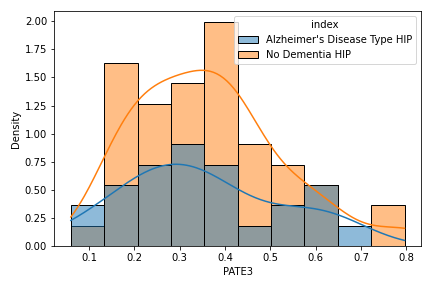 index
Alzheimer's Disease Type HIP
No Dementia HIP
2.00
1.75
1.50
1.25
1.00
0.75
0.50
0.25
0.00
Density
0.1 0.2 0.3 0.4 0.5 0.6 0.7 0.8
PATE3